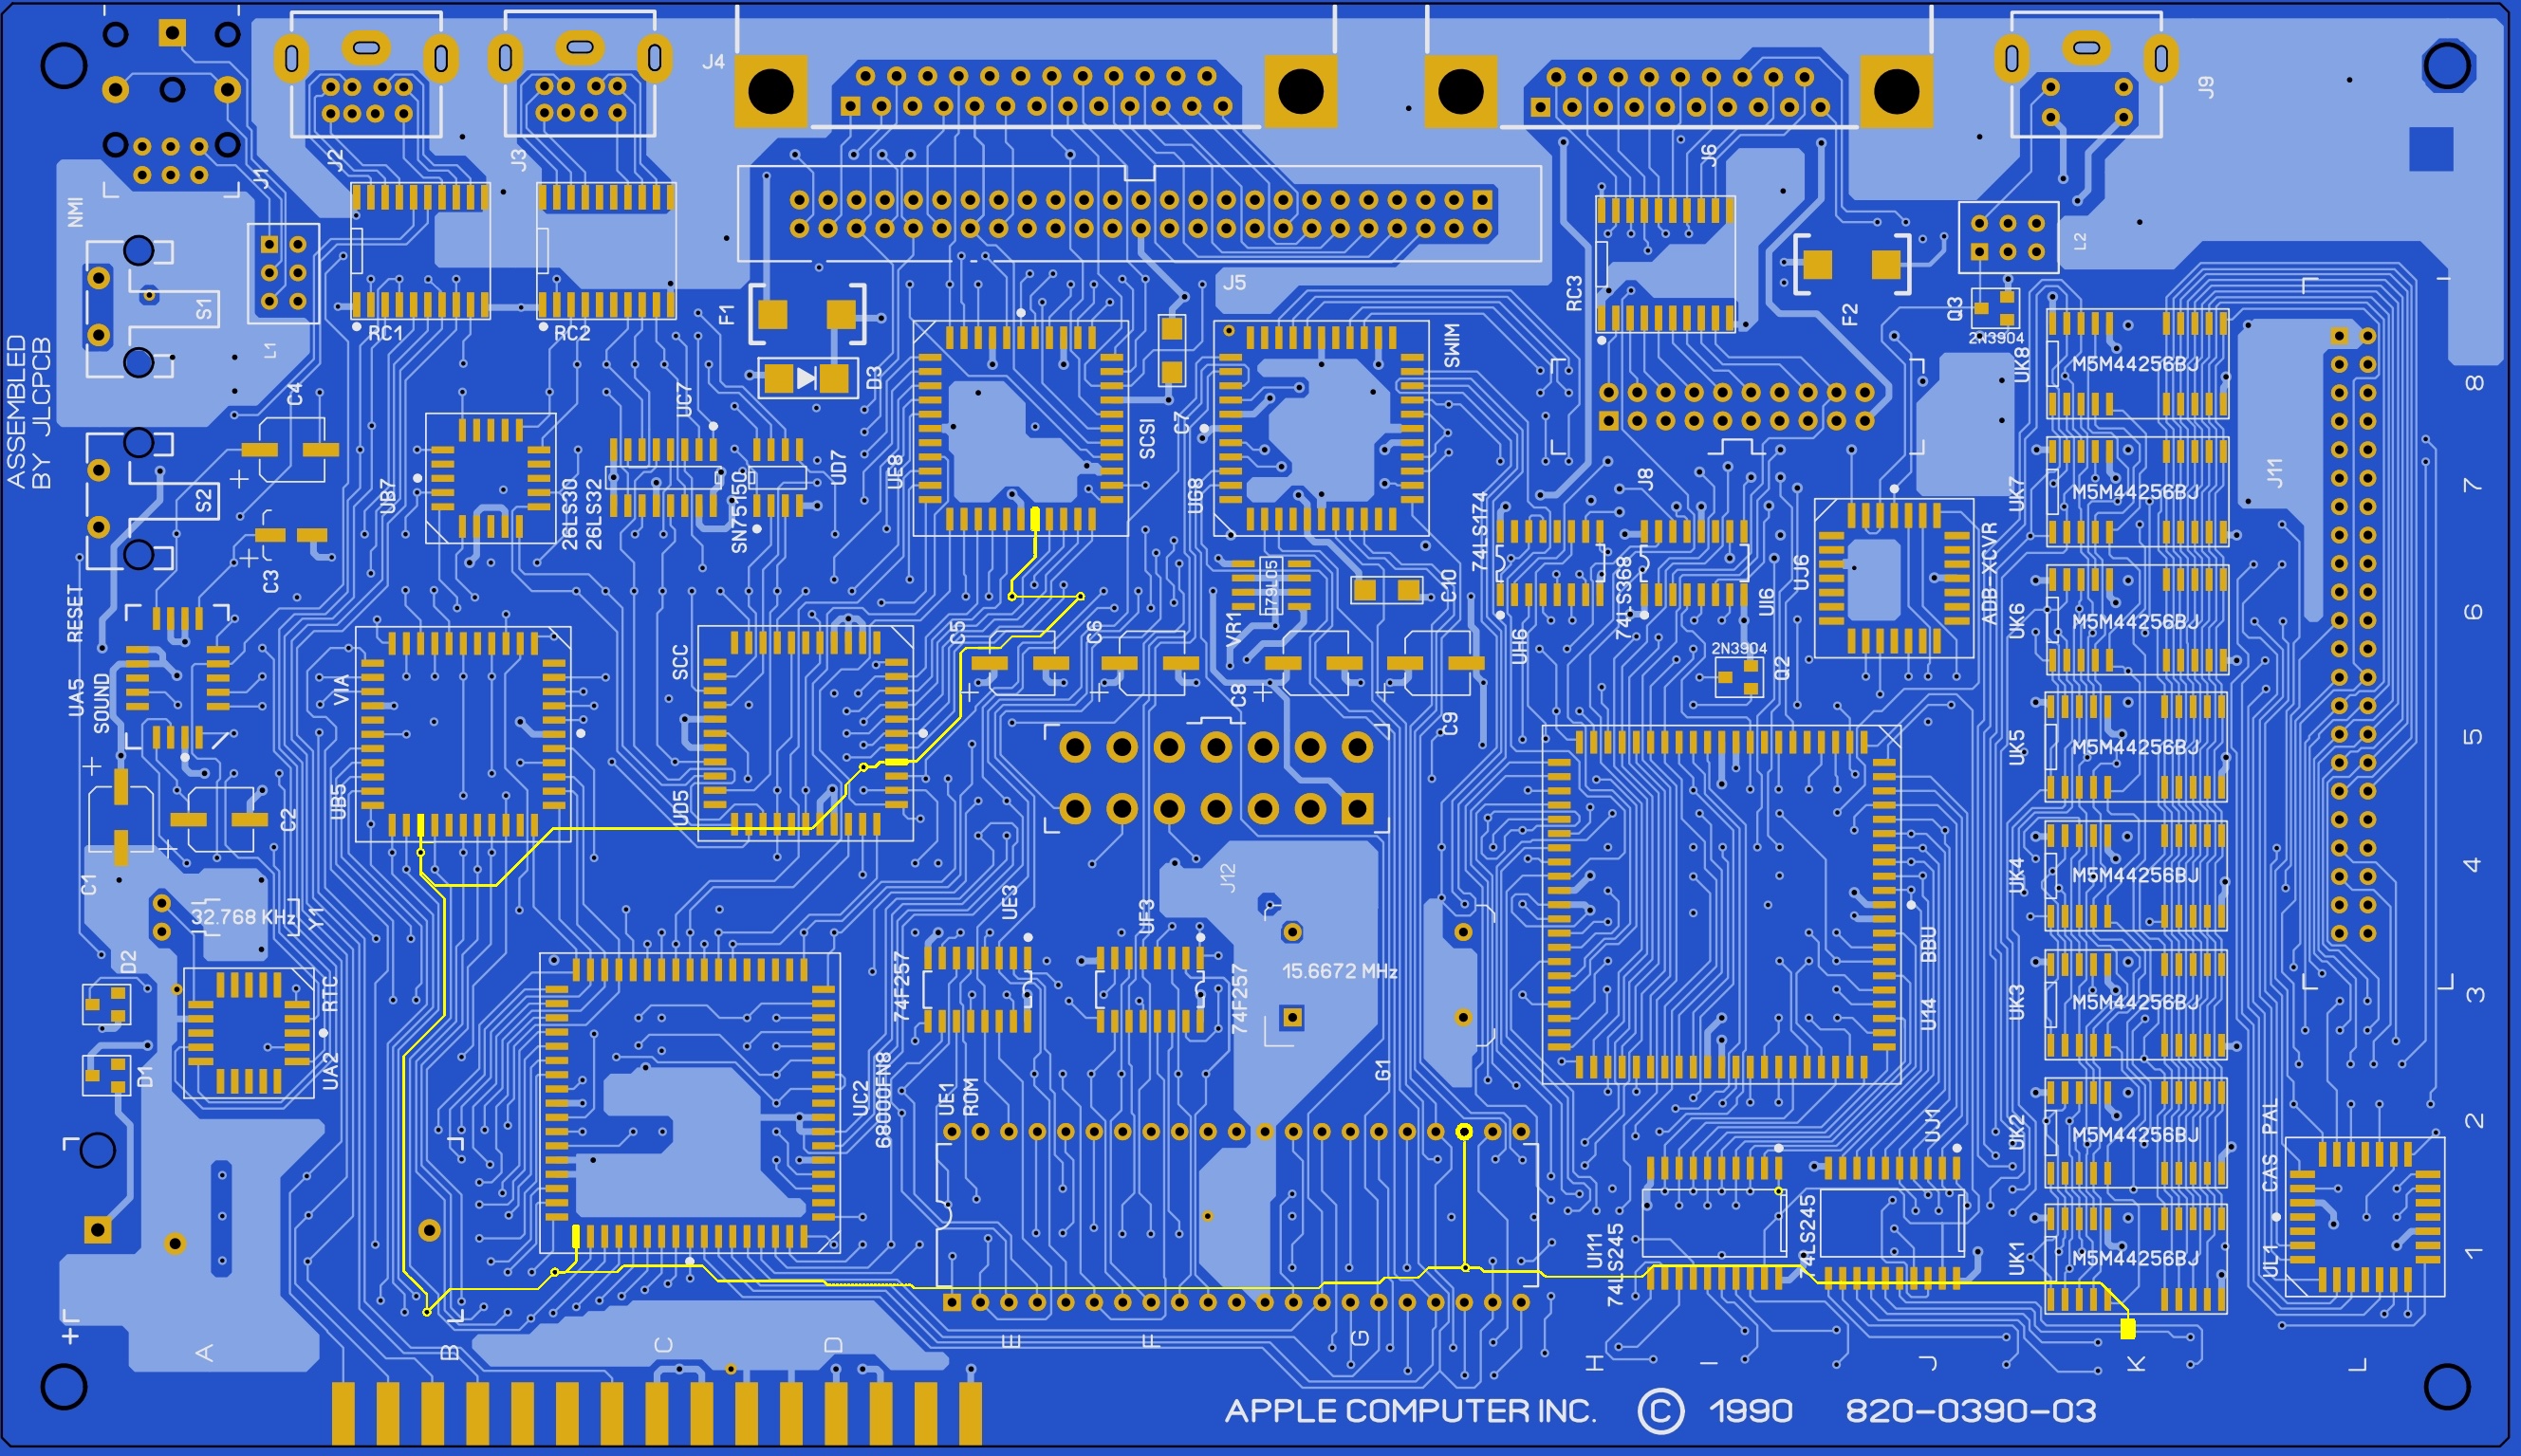 J4
J9
J2
J3
J1
J6
NMI
S1
L1
RC1
RC2
F1
J5
RC3
F2
L2
Q3
2N3904
ASSEMBLED
BY JLCPCB
C4
UC7
D3
SCSI
C7
SWIM
UK8
M5M44256BJ
8
S2
UB7
26LS30
26LS32
SN75150
UD7
UE8
UG8
74LS174
J8
UK7
M5M44256BJ
J11
7
C3
RESET
79L05
VR1
C10
74LS368
UI6
UH6
UJ6
ADB-XCVR
UK6
M5M44256BJ
6
UA5
SOUND
VIA
SCC
C5
C6
C8
C9
2N3904
Q2
UK5
M5M44256BJ
5
UB5
UD5
C2
C1
J12
UK4
M5M44256BJ
4
32.768 KHz
Y1
UE3
UF3
74F257
74F257
15.6672 MHz
BBU
U14
UK3
M5M44256BJ
3
D2
RTC
UA2
D1
UC2
68000FN8
UE1
ROM
G1
UJ1
UK2
M5M44256BJ
CAS PAL
2
UI11
74LS245
74LS245
UK1
M5M44256BJ
UL1
1
A
B
C
D
E
F
G
H
I
J
K
L
APPLE COMPUTER INC. © 1990 820-0390-03